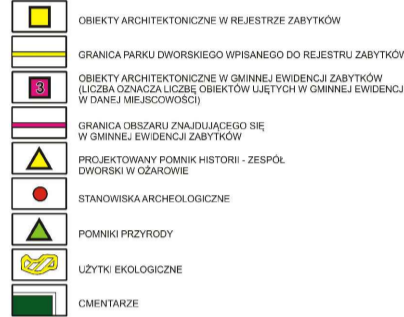 OBIEKTY ARCHITEKTONICZNE W REJESTRZE ZABYTKÓW
GRANICA PARKU DWORSKIEGO WPISANEGO DO REJESTRU ZABYTKÓW
OBIEKTY ARCHITEKTONICZNE W GMINNEJ EWIDENCJI ZABYTKÓW
3 (LICZBA OZNACZA LICZBĘ OBIEKTÓW UJĘTYCH W GMINNEJ EWIDENCJ
W DANEJ MIEJSCOWOŚCI)
GRANICA OBSZARU ZNAJDUJĄCEGO SIĘ
W GMINNEJ EWIDENCJI ZABYTKÓW
PROJEKTOWANY POMNIK HISTORII - ZESPÓŁ
DWORSKI W OŻAROWIE
STANOWISKA ARCHEOLOGICZNE
POMNIKI PRZYRODY
UŻYTKI EKOLOGICZNE
CMENTARZE